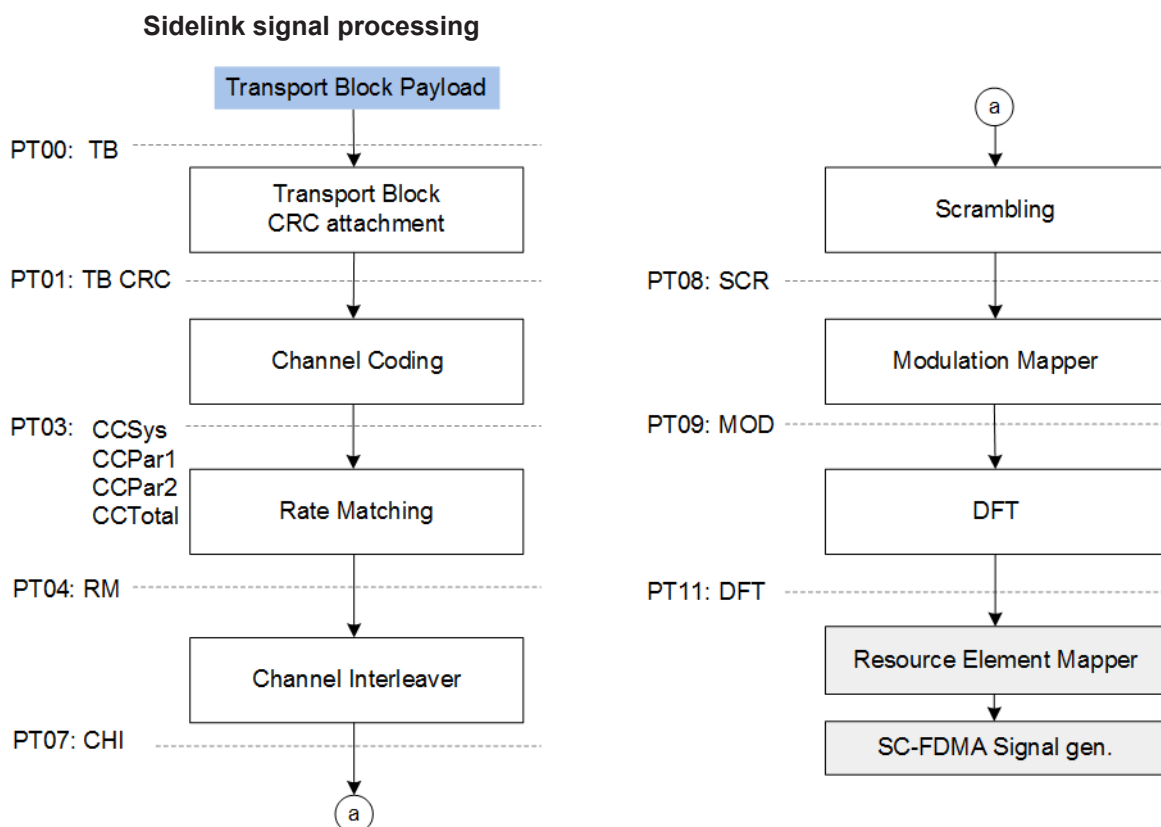 Sidelink signal processing
Transport Block Payload
PT00: TB
Transport Block
CRC attachment
PT01: TB CRC
Channel Coding
PT03: CCSys
CCPar1
CCPar2
CCTotal
Rate Matching
PT04: RM
Channel Interleaver
PT07: CHI
a
a
Scrambling
PT08: SCR
Modulation Mapper
PT09: MOD
DFT
PT11: DFT
Resource Element Mapper
SC-FDMA Signal gen.